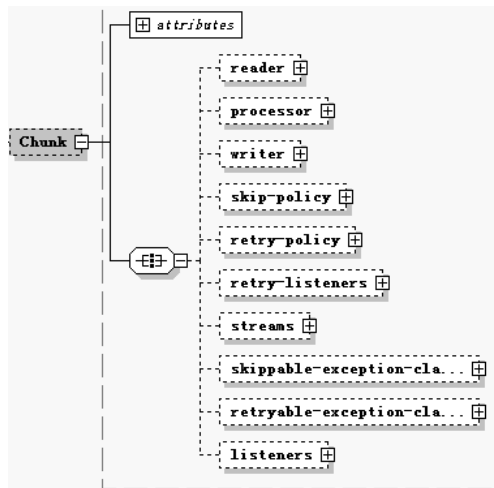 attributes
reader
processor
Chunk
writer
skip-policy
retry-policy
retry-listeners
streams
skippable-exception-cla...
retryable-exception-cla...
listeners